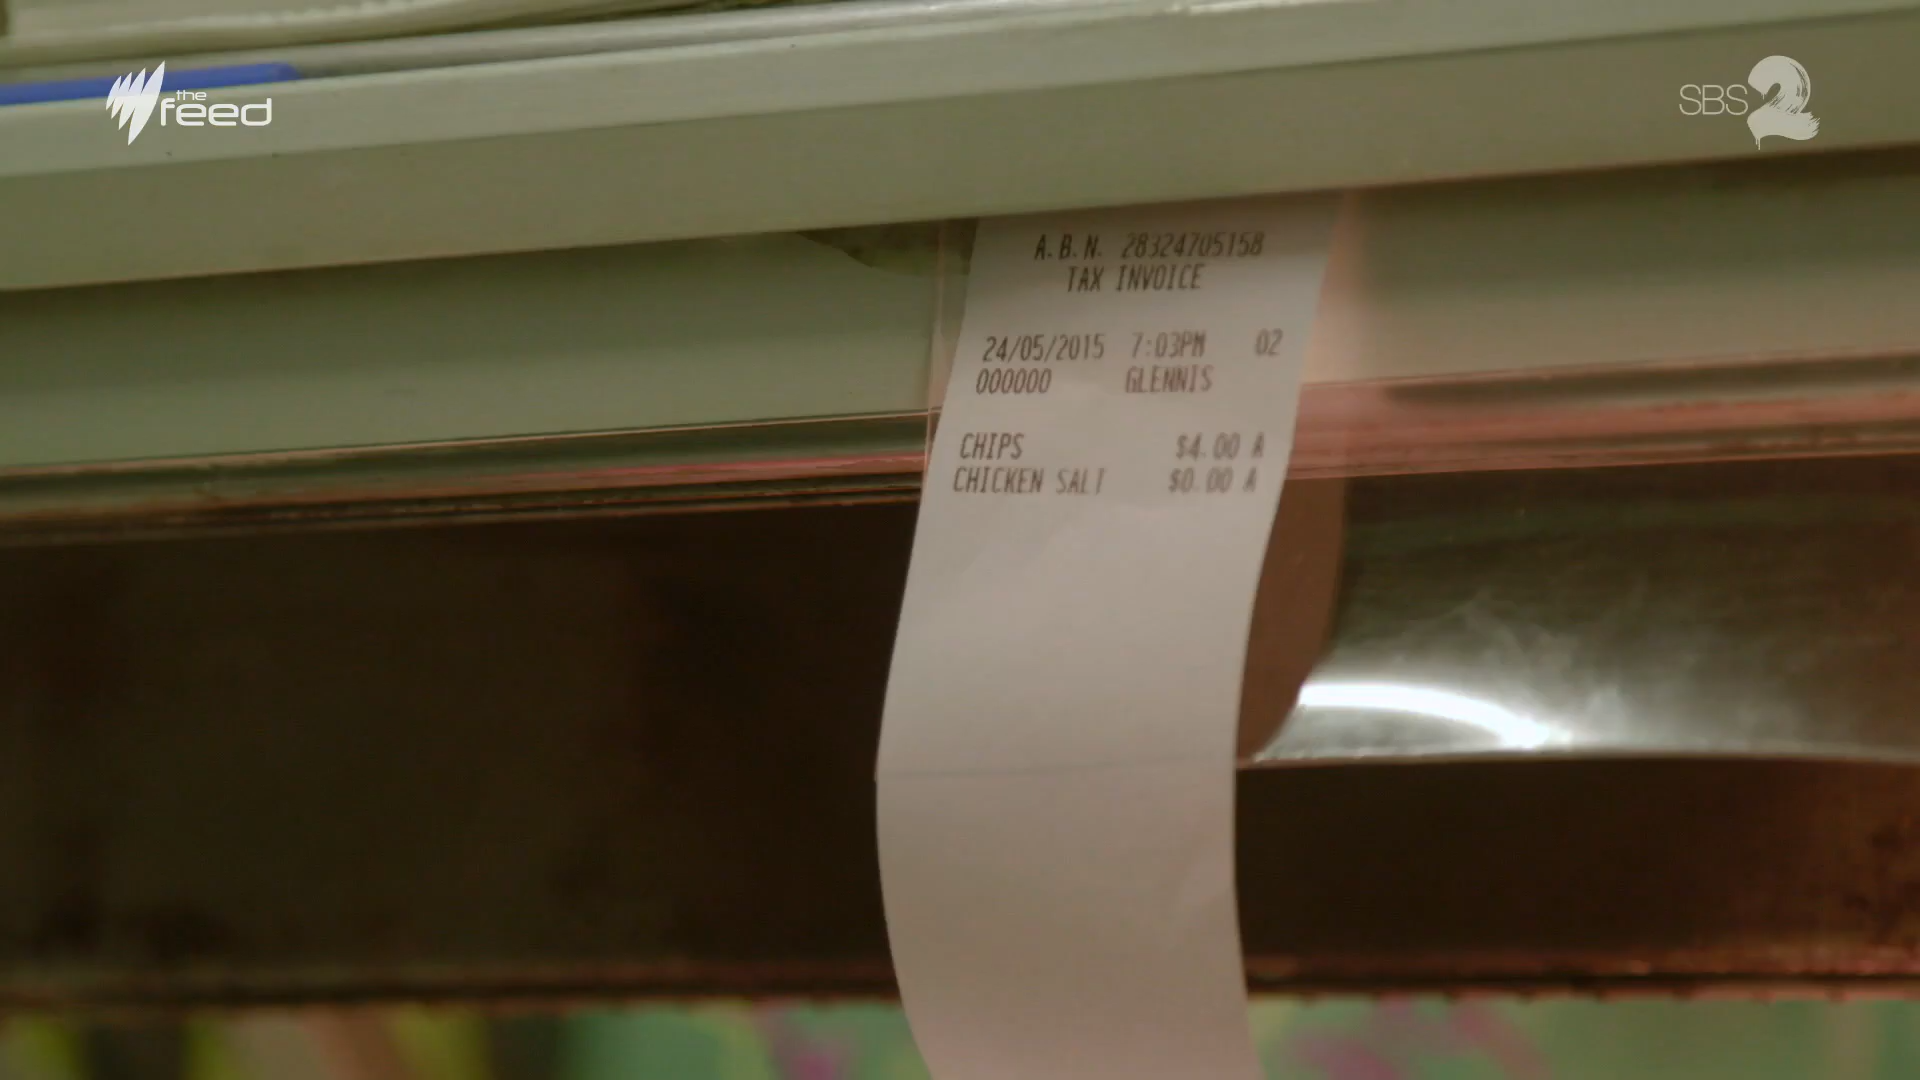 the
feed
SBS 2
A.B.N. 28324705158
TAX INVOICE
24/05/2015 7:03PM 02
000000 GLENNIS
CHIPS $4.00 A
CHICKEN SALT $0.00 A